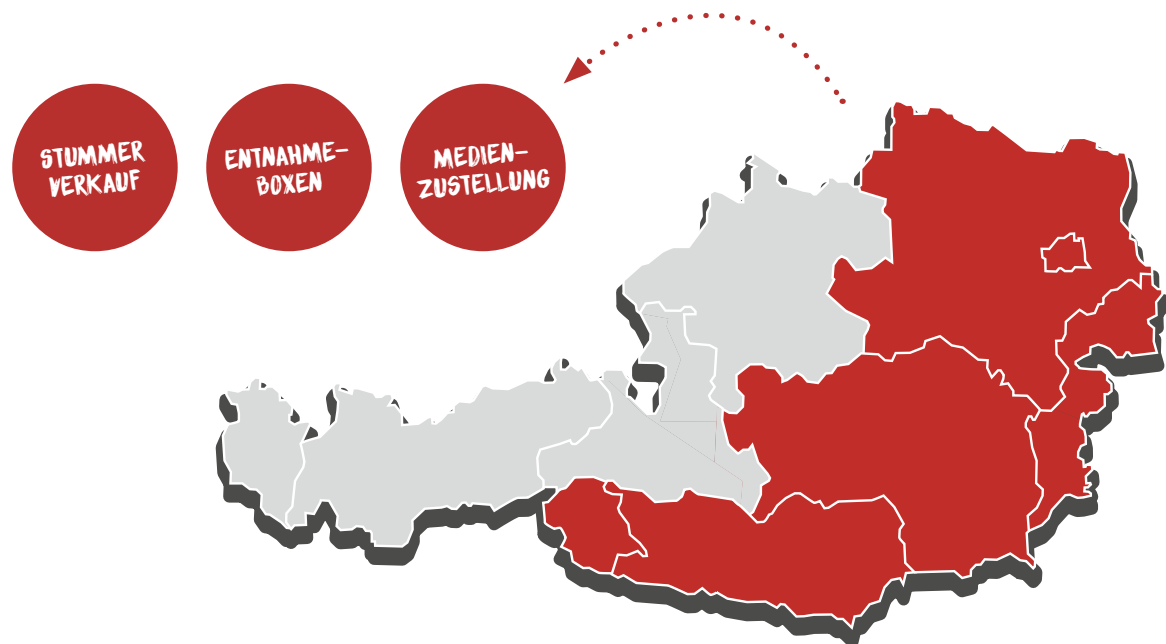 STUMMER
VERKAUF
ENTNAHME-
BOXEN
MEDIEN-
ZUSTELLUNG